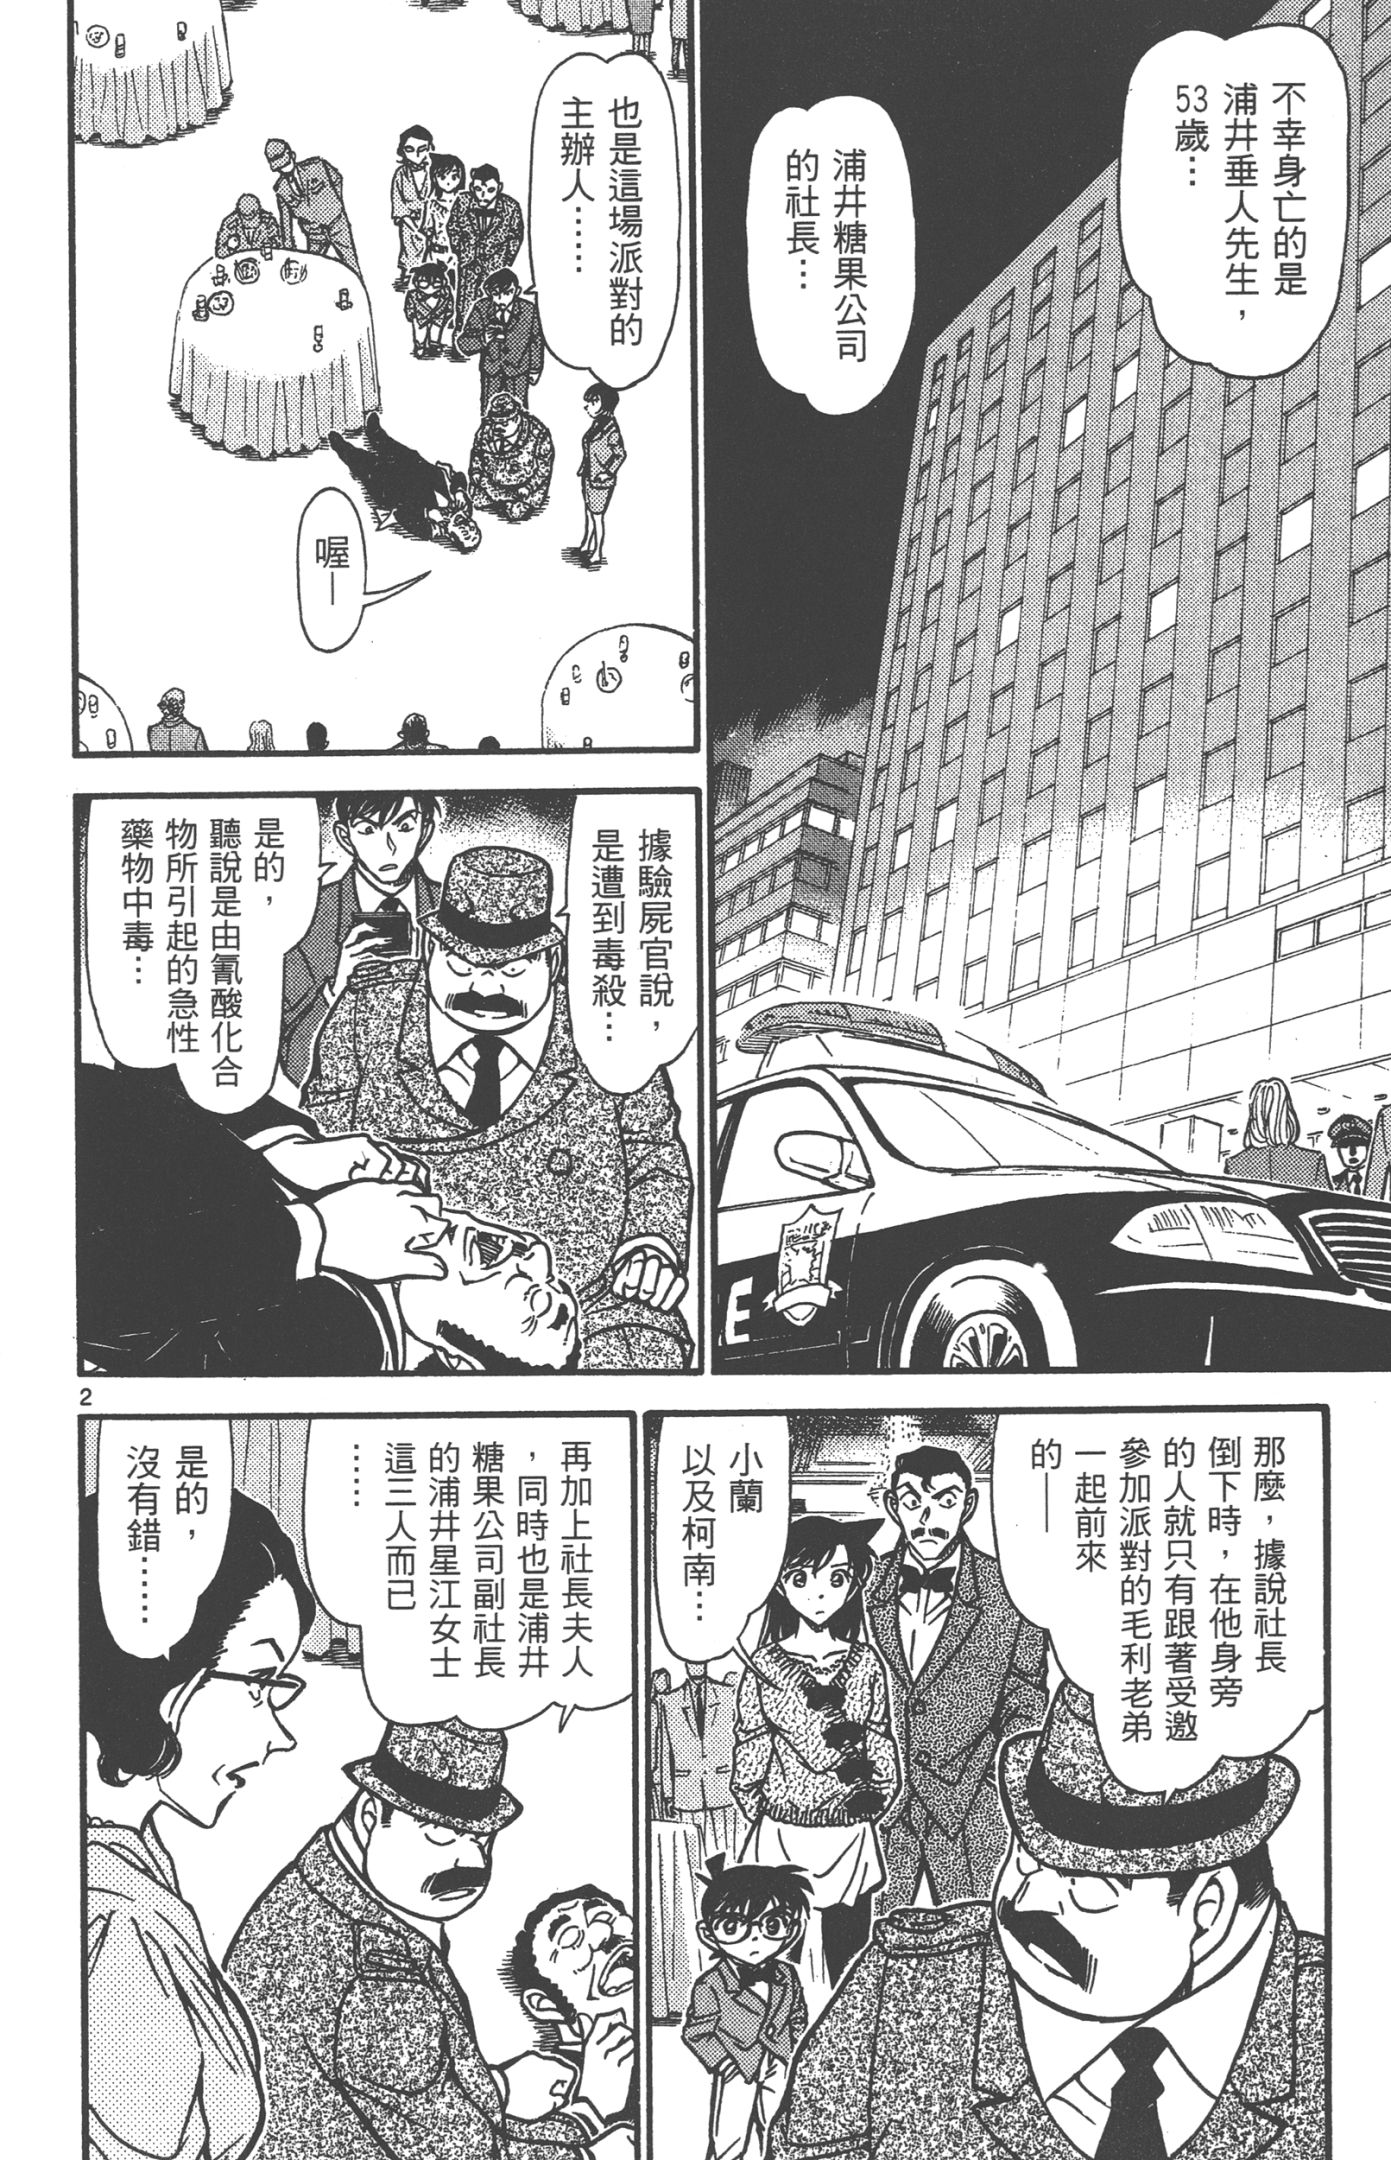 不幸身亡的是
浦井垂人先生，
53歲…
浦井糖果公司
的社長…
也是這場派對的
主辦人……
喔—
據驗屍官說，
是遭到毒殺…
是的，
聽說是由氰酸化合
物所引起的急性
藥物中毒…
E
2
那麼，據說社長
倒下時，在他身旁
的人就只有跟著受邀
參加派對的毛利老弟
一起前來
的—
小蘭
以及柯南…
再加上社長夫人
，同時也是浦井
糖果公司副社長
的浦井星江女士
這三人而已
……
是的，
沒有錯……